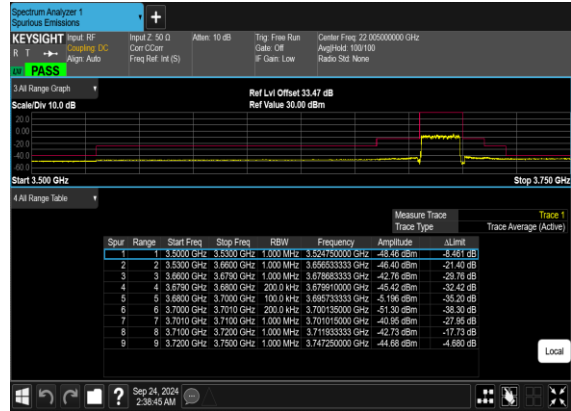 Spectrum Analyzer 1
Spurious Emissions
KEYSIGHT Input: RF Input Z: 50 Ω Atten: 10 dB Trig: Free Run Center Freq: 22.005000000 GHz
R T Coupling: DC Corr CCorr Gate: Off Avg|Hold: 100/100
Align: Auto Freq Ref: Int (S) IF Gain: Low Radio Std: None
PASS
3 All Range Graph
Ref Lvl Offset 33.47 dB
Scale/Div 10.0 dB Ref Value 30.00 dBm
20.0
0.00
-20.0
-40.0
-60.0
Start 3.500 GHz Stop 3.750 GHz
4 All Range Table
Measure Trace Trace 1
Trace Type Trace Average (Active)
Spur Range Start Freq Stop Freq RBW Frequency Amplitude ΔLimit
1 1 3.5000 GHz 3.5300 GHz 1.000 MHz 3.524750000 GHz -48.46 dBm -8.461 dB
2 2 3.5300 GHz 3.6600 GHz 1.000 MHz 3.656533333 GHz -46.40 dBm -21.40 dB
3 3 3.6600 GHz 3.6790 GHz 1.000 MHz 3.678683333 GHz -42.76 dBm -29.76 dB
4 4 3.6790 GHz 3.6800 GHz 200.0 kHz 3.679910000 GHz -45.42 dBm -32.42 dB
5 5 3.6800 GHz 3.7000 GHz 100.0 kHz 3.695733333 GHz -5.196 dBm -35.20 dB
6 6 3.7000 GHz 3.7010 GHz 200.0 kHz 3.700135000 GHz -51.30 dBm -38.30 dB
7 7 3.7010 GHz 3.7100 GHz 1.000 MHz 3.701015000 GHz -40.95 dBm -27.95 dB
8 8 3.7100 GHz 3.7200 GHz 1.000 MHz 3.711933333 GHz -42.73 dBm -17.73 dB
9 9 3.7200 GHz 3.7500 GHz 1.000 MHz 3.747250000 GHz -44.68 dBm -4.680 dB
Local
? Sep 24, 2024
2:38:45 AM